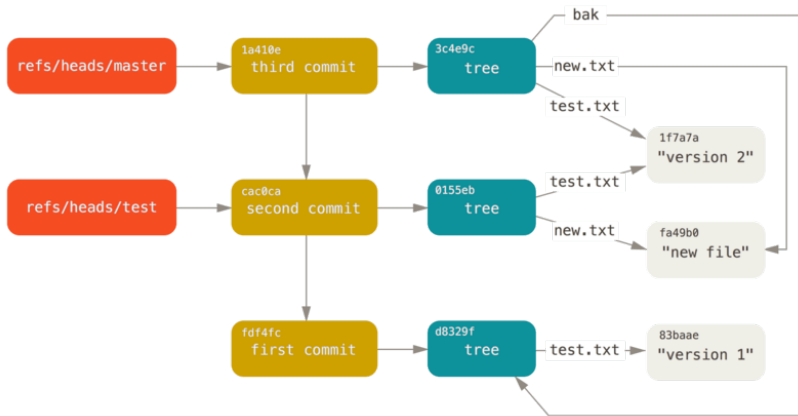 bak
1a410e
3c4e9c
refs/heads/master
third commit
tree
new.txt
test.txt
1f7a7a
"version 2"
cac0ca
0155eb
test.txt
refs/heads/test
second commit
tree
new.txt
fa49b0
"new file"
fdf4fc
d8329f
83baae
first commit
tree
test.txt
"version 1"